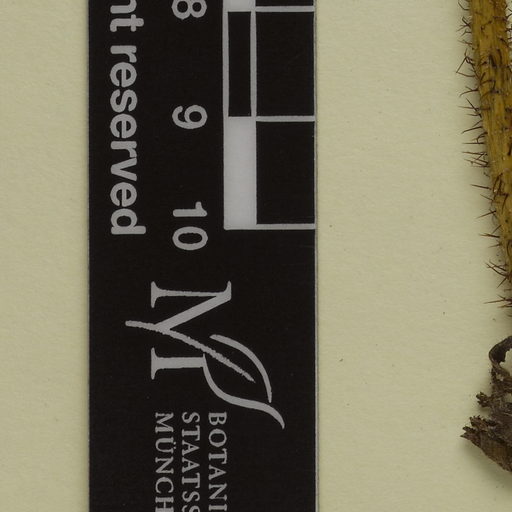 nt reserved
8 9 10
M
BOTANI
STAATSS
MÜNCH